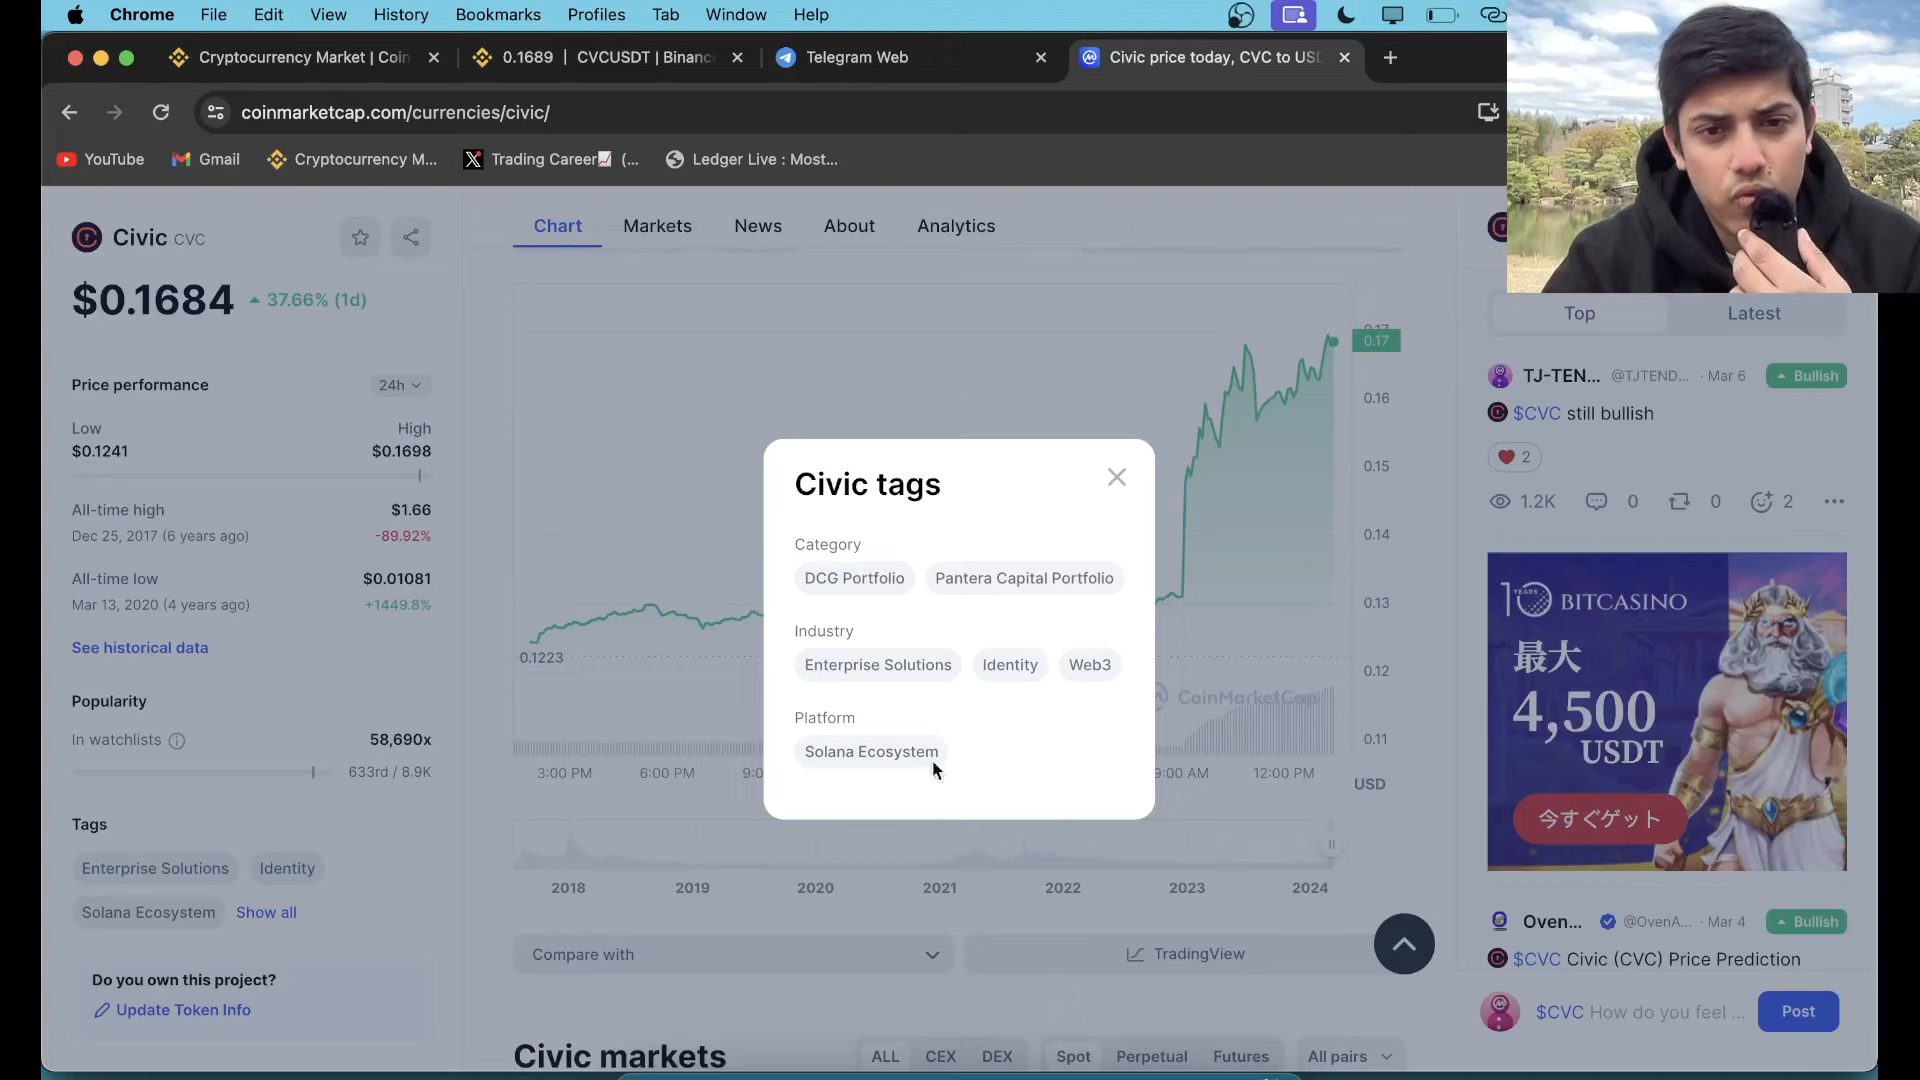 Chrome File Edit View History Bookmarks Profiles Tab Window Help
Cryptocurrency Market | Coin
0.1689 | CVCUSDT | Binanc
Telegram Web
Civic price today, CVC to USD
coinmarketcap.com/currencies/civic/
YouTube Gmail Cryptocurrency M... Trading Career (... Ledger Live : Most...
Civic CVC
$0.1684 37.66% (1d)
Price performance 24h
Low High
$0.1241 $0.1698
All-time high $1.66
Dec 25, 2017 (6 years ago) -89.92%
All-time low $0.01081
Mar 13, 2020 (4 years ago) +1449.8%
See historical data
Popularity
In watchlists 58,690x
633rd / 8.9K
Tags
Enterprise Solutions Identity
Solana Ecosystem Show all
Do you own this project?
Update Token Info
Chart Markets News About Analytics
0.17
0.17
0.16
0.15
0.14
0.13
0.12
0.11
0.1223
CoinMarketCap
3:00 PM 6:00 PM 9:0 9:00 AM 12:00 PM USD
Civic tags
Category
DCG Portfolio Pantera Capital Portfolio
Industry
Enterprise Solutions Identity Web3
Platform
Solana Ecosystem
2018 2019 2020 2021 2022 2023 2024
Compare with TradingView
Civic markets ALL CEX DEX Spot Perpetual Futures All pairs
Top Latest
TJ-TEN... @TJTEND... · Mar 6 Bullish
$CVC still bullish
2
1.2K 0 0 2
10 YEARS BITCASINO
最大
4,500
USDT
今すぐゲット
Oven... @OvenA... · Mar 4 Bullish
$CVC Civic (CVC) Price Prediction
$CVC How do you feel ... Post